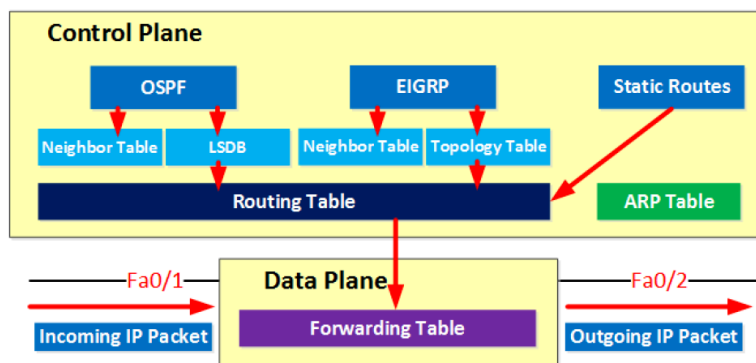 Control Plane
OSPF
EIGRP
Static Routes
Neighbor Table
LSDB
Neighbor Table
Topology Table
Routing Table
ARP Table
Fa0/1
Data Plane
Fa0/2
Incoming IP Packet
Forwarding Table
Outgoing IP Packet